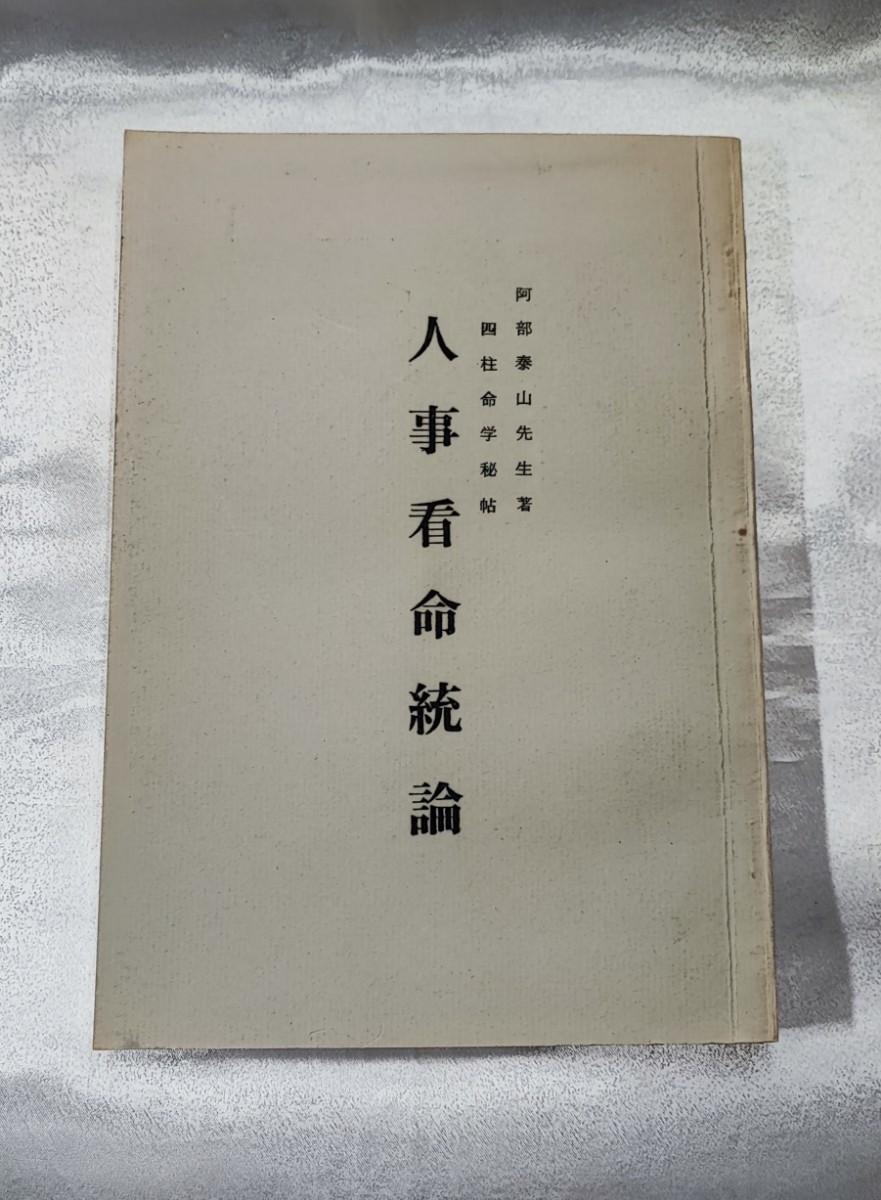 阿部泰山先生著
四柱命学秘帖
人事看命統論